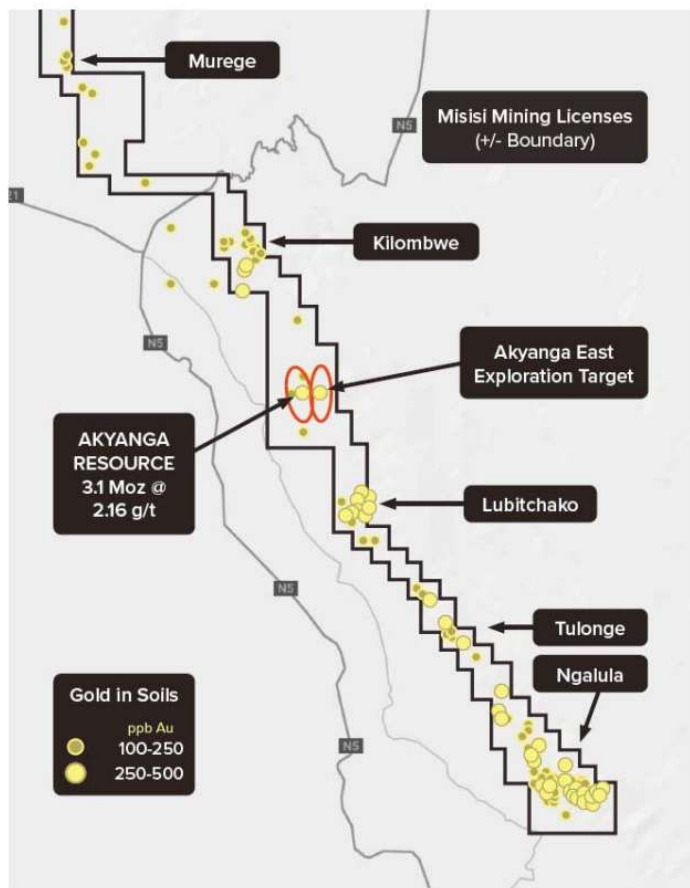 Murege
N5
Misisi Mining Licenses
(+/- Boundary)
21
Kilombwe
N5
Akyanga East
Exploration Target
AKYANGA
RESOURCE
3.1 Moz @
2.16 g/t
Lubitchako
N5
Tulonge
Ngalula
Gold in Soils
ppb Au
100-250
250-500
N5